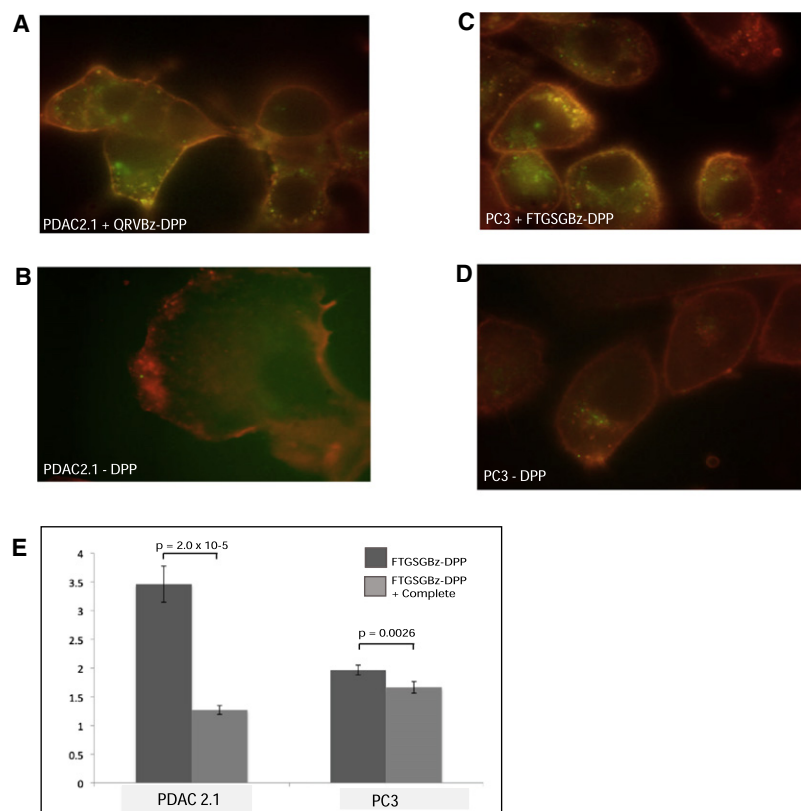 A
PDAC2.1 + QRVBz-DPP
C
PC3 + FTGSGBz-DPP
B
PDAC2.1 - DPP
D
PC3 - DPP
E
p = 2.0 x 10-5
FTGSGBz-DPP
FTGSGBz-DPP
+ Complete
p = 0.0026
4
3.5
3
2.5
2
1.5
1
0.5
0
PDAC 2.1
PC3